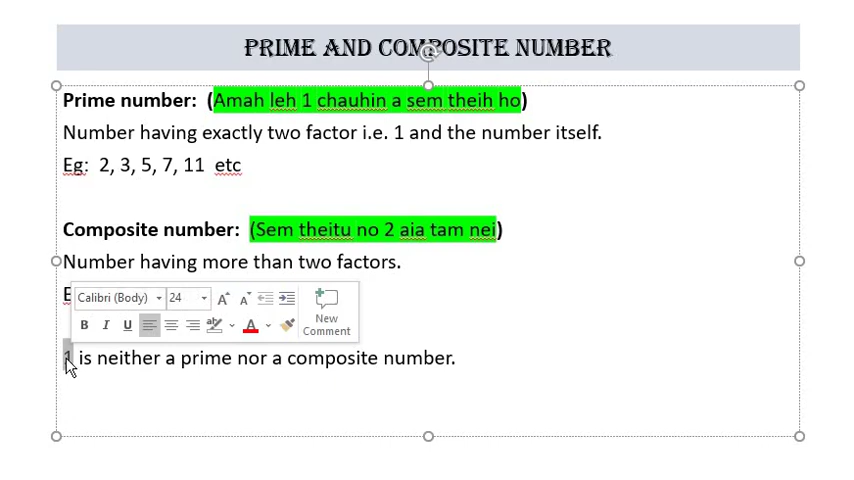 PRIME AND COMPOSITE NUMBER
Prime number: (Amah leh 1 chauhin a sem theih ho)
Number having exactly two factor i.e. 1 and the number itself.
Eg: 2, 3, 5, 7, 11 etc
Composite number: (Sem theitu no 2 aia tam nei)
Number having more than two factors.
E
Calibri (Body) 24
B I U A New
Comment
1 is neither a prime nor a composite number.